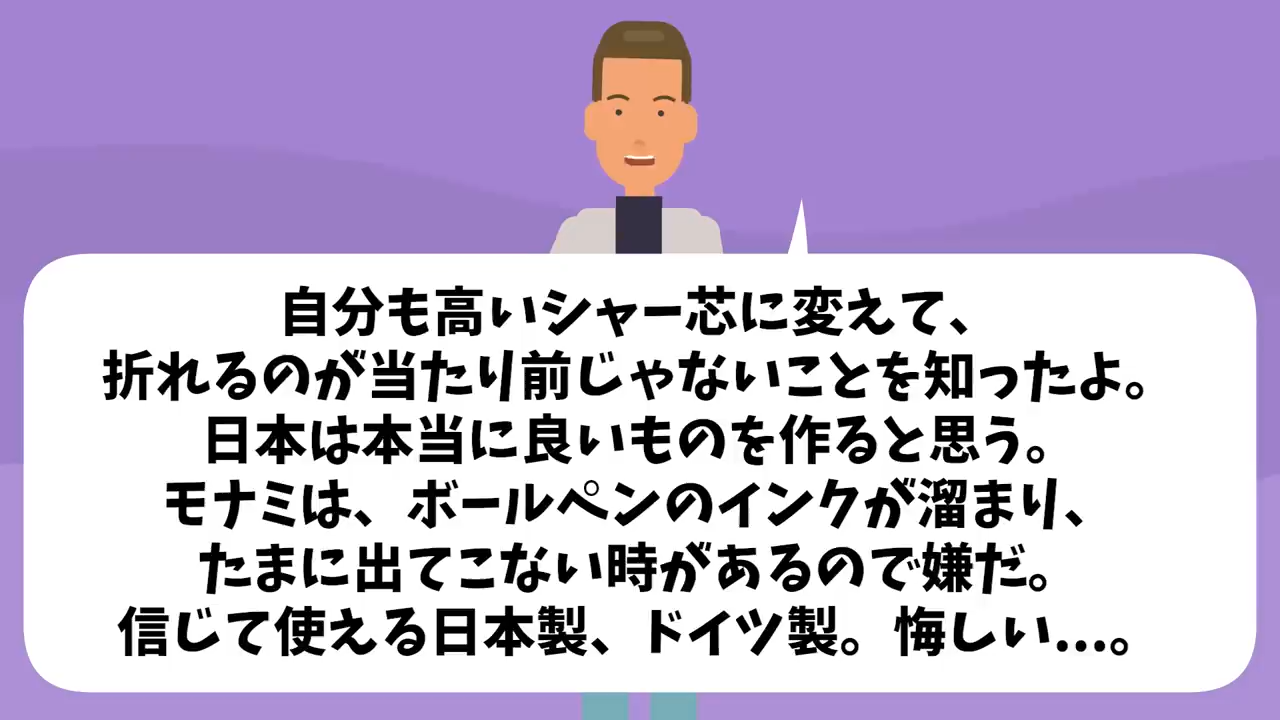 自分も高いシャー芯に変えて、
折れるのが当たり前じゃないことを知ったよ。
日本は本当に良いものを作ると思う。
モナミは、ボールペンのインクが溜まり、
たまに出てこない時があるので嫌だ。
信じて使える日本製、ドイツ製。悔しい…。